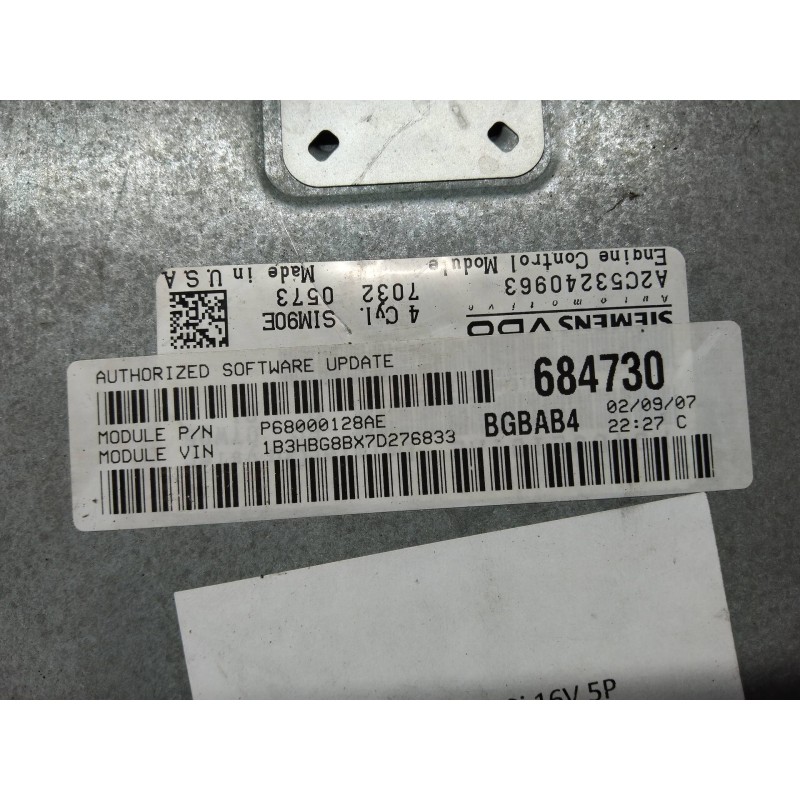 SIEMENS VDO
Automotive
A2C53240963
Engine Control Module
4 Cyl. SIM90E
7032 0573
Made in U.S.A
AUTHORIZED SOFTWARE UPDATE
684730
MODULE P/N P68000128AE BGBAB4 02/09/07
MODULE VIN 1B3HBG8BX7D276833 22:27 C
16V 5P